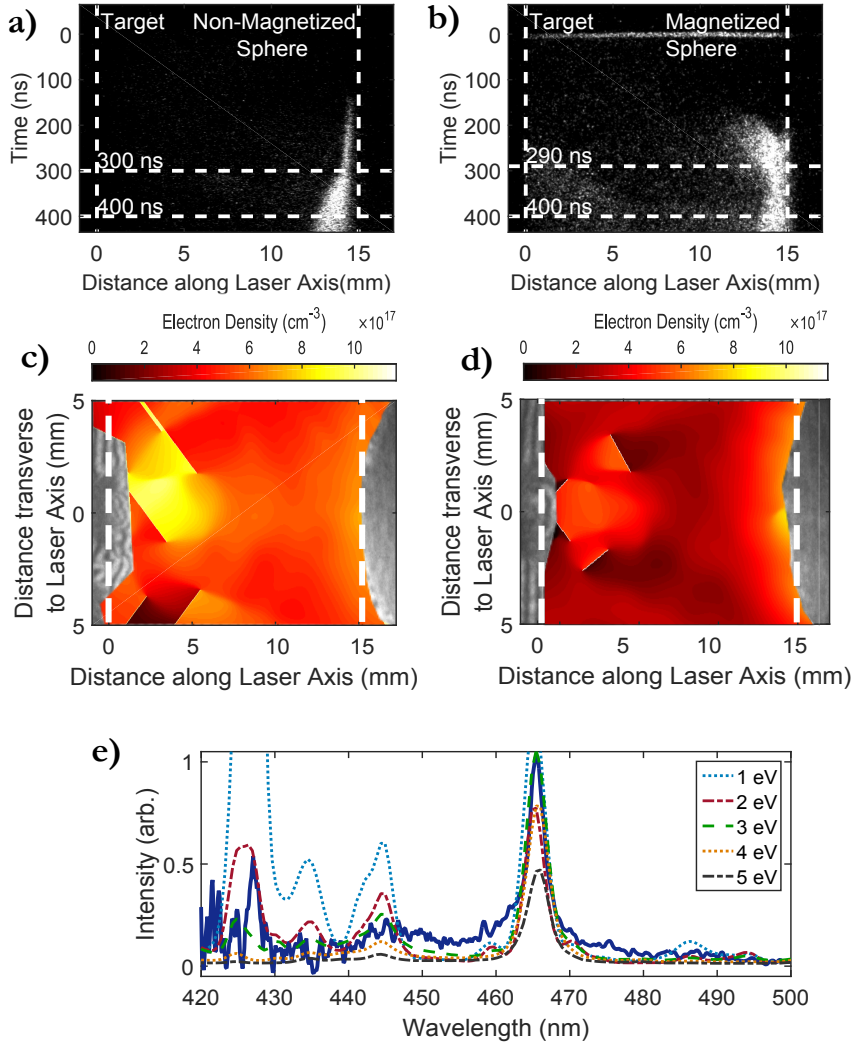 a)
Target
Non-Magnetized
Sphere
0
100
200
300
400
Time (ns)
300 ns
400 ns
0
5
10
15
Distance along Laser Axis(mm)
b)
Target
Magnetized
Sphere
0
100
200
300
400
Time (ns)
290 ns
400 ns
0
5
10
15
Distance along Laser Axis(mm)
c)
Electron Density (cm⁻³)
×10¹⁷
0
2
4
6
8
10
5
0
5
Distance transverse
to Laser Axis (mm)
0
5
10
15
Distance along Laser Axis (mm)
d)
Electron Density (cm⁻³)
×10¹⁷
0
2
4
6
8
10
5
0
5
Distance transverse
to Laser Axis (mm)
0
5
10
15
Distance along Laser Axis (mm)
e)
1
0.5
0
Intensity (arb.)
1 eV
2 eV
3 eV
4 eV
5 eV
420
430
440
450
460
470
480
490
500
Wavelength (nm)